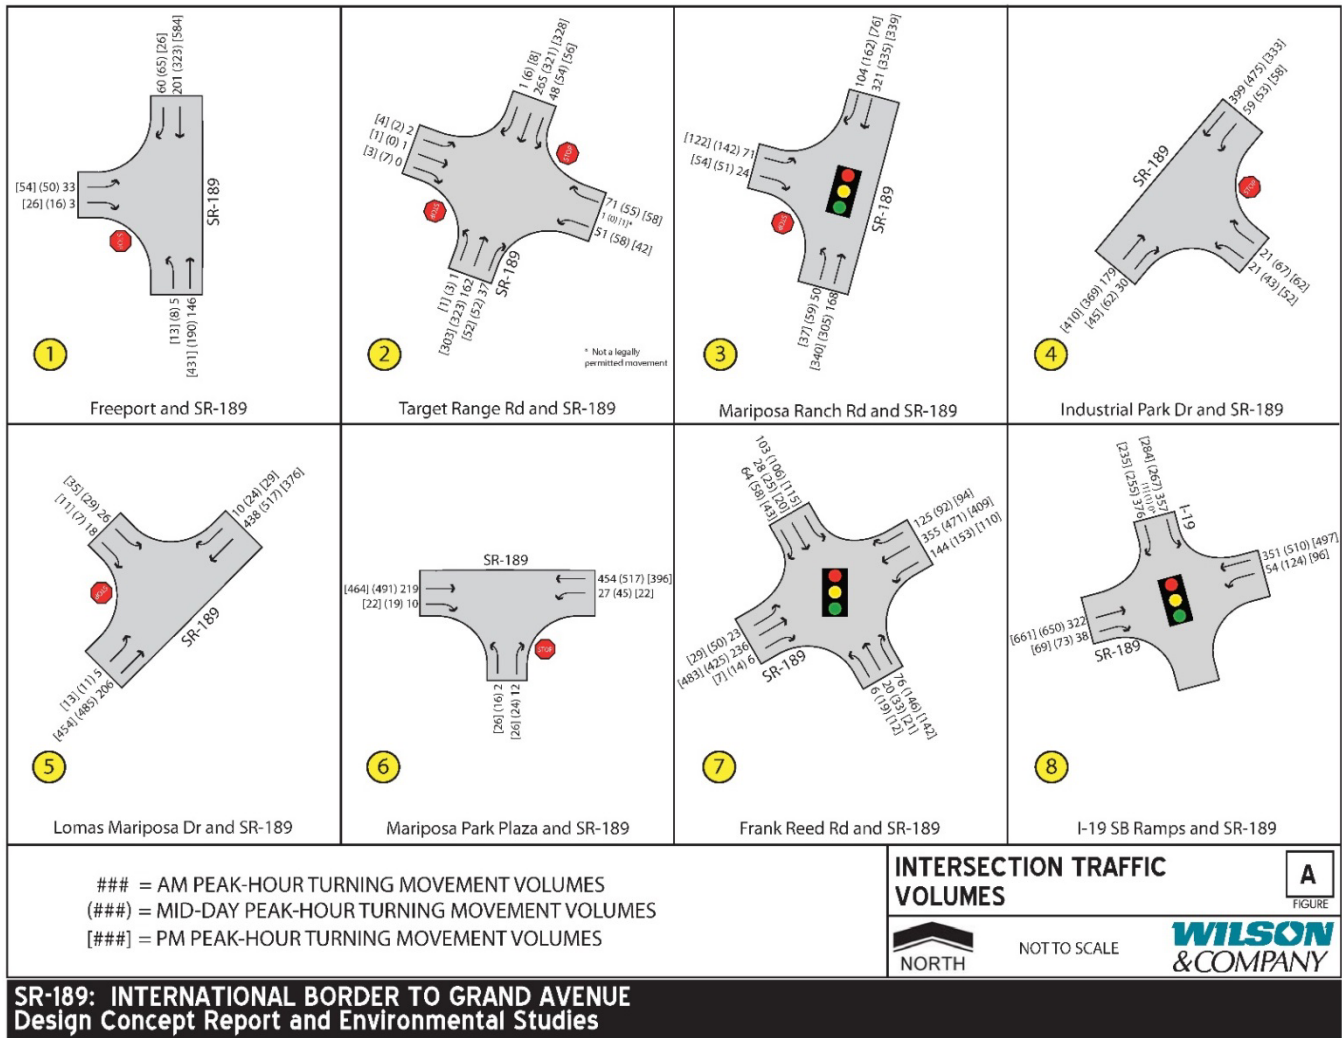 60 (65) [26]
201 (323) [584]
[54] (50) 33
[26] (16) 3
STOP
SR-189
[13] (8) 5
[431] (190) 146
1
Freeport and SR-189
1 (6) [8]
265 (321) [328]
48 (54) [56]
[4] (2) 2
[1] (0) 1
[3] (7) 0
STOP
STOP
71 (55) [58]
1 (0) [1]*
51 (58) [42]
SR-189
[1] (3) 1
[303] (323) 162
[52] (52) 37
* Not a legally
permitted movement
2
Target Range Rd and SR-189
104 (162) [76]
321 (335) [339]
[122] (142) 71
[54] (51) 24
STOP
SR-189
[37] (59) 50
[340] (305) 168
3
Mariposa Ranch Rd and SR-189
399 (475) [333]
59 (53) [58]
SR-189
STOP
21 (67) [62]
21 (43) [52]
[410] (369) 179
[45] (62) 30
4
Industrial Park Dr and SR-189
[35] (29) 26
[11] (7) 18
10 (24) [29]
438 (517) [376]
STOP
SR-189
[13] (11) 5
[454] (485) 206
5
Lomas Mariposa Dr and SR-189
SR-189
[464] (491) 219
[22] (19) 10
454 (517) [396]
27 (45) [22]
STOP
[26] (16) 2
[26] (24) 12
6
Mariposa Park Plaza and SR-189
103 (106) [115]
28 (25) [20]
64 (58) [43]
125 (92) [94]
355 (471) [409]
144 (153) [110]
[29] (50) 23
[483] (425) 236
[7] (14) 6
SR-189
76 (146) [142]
20 (33) [21]
6 (19) [12]
7
Frank Reed Rd and SR-189
[284] (267) 357
[1] (1) 0*
[235] (255) 376
I-19
351 (510) [497]
54 (124) [96]
[661] (650) 322
[69] (73) 38
SR-189
8
I-19 SB Ramps and SR-189
### = AM PEAK-HOUR TURNING MOVEMENT VOLUMES
(###) = MID-DAY PEAK-HOUR TURNING MOVEMENT VOLUMES
[###] = PM PEAK-HOUR TURNING MOVEMENT VOLUMES
INTERSECTION TRAFFIC
VOLUMES
A
FIGURE
NORTH
NOT TO SCALE
WILSON
&COMPANY
SR-189: INTERNATIONAL BORDER TO GRAND AVENUE
Design Concept Report and Environmental Studies